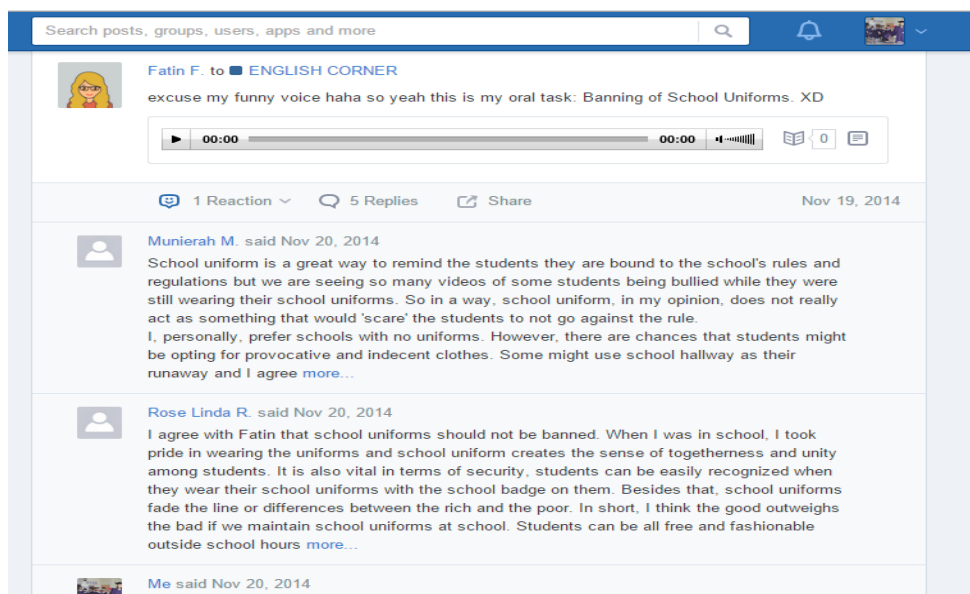 Search posts, groups, users, apps and more
Fatin F. to ENGLISH CORNER
excuse my funny voice haha so yeah this is my oral task: Banning of School Uniforms. XD
00:00 00:00 0
1 Reaction 5 Replies Share Nov 19, 2014
Munierah M. said Nov 20, 2014
School uniform is a great way to remind the students they are bound to the school's rules and
regulations but we are seeing so many videos of some students being bullied while they were
still wearing their school uniforms. So in a way, school uniform, in my opinion, does not really
act as something that would 'scare' the students to not go against the rule.
I, personally, prefer schools with no uniforms. However, there are chances that students might
be opting for provocative and indecent clothes. Some might use school hallway as their
runaway and I agree more...
Rose Linda R. said Nov 20, 2014
I agree with Fatin that school uniforms should not be banned. When I was in school, I took
pride in wearing the uniforms and school uniform creates the sense of togetherness and unity
among students. It is also vital in terms of security, students can be easily recognized when
they wear their school uniforms with the school badge on them. Besides that, school uniforms
fade the line or differences between the rich and the poor. In short, I think the good outweighs
the bad if we maintain school uniforms at school. Students can be all free and fashionable
outside school hours more...
Me said Nov 20, 2014